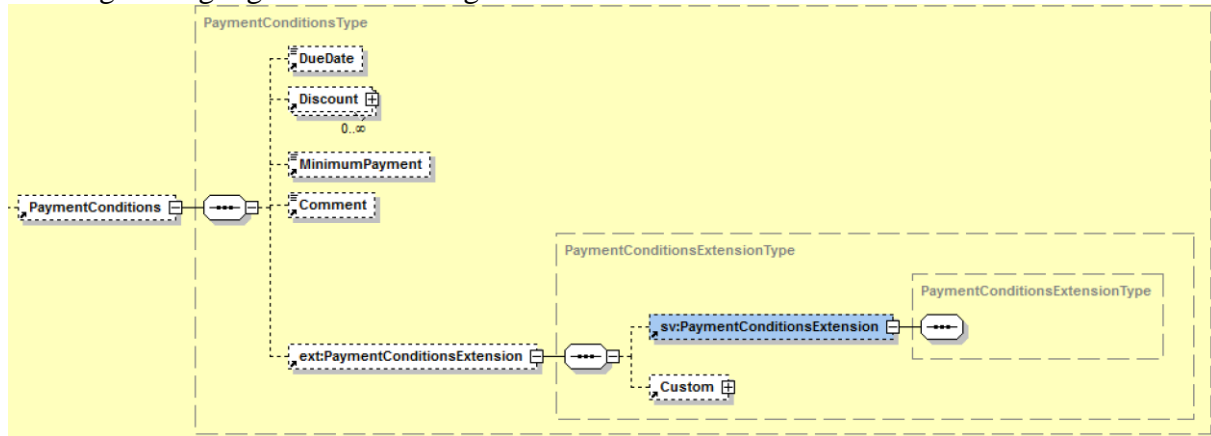 PaymentConditionsType
DueDate
Discount
0..∞
MinimumPayment
PaymentConditions
Comment
PaymentConditionsExtensionType
PaymentConditionsExtensionType
sv:PaymentConditionsExtension
ext:PaymentConditionsExtension
Custom